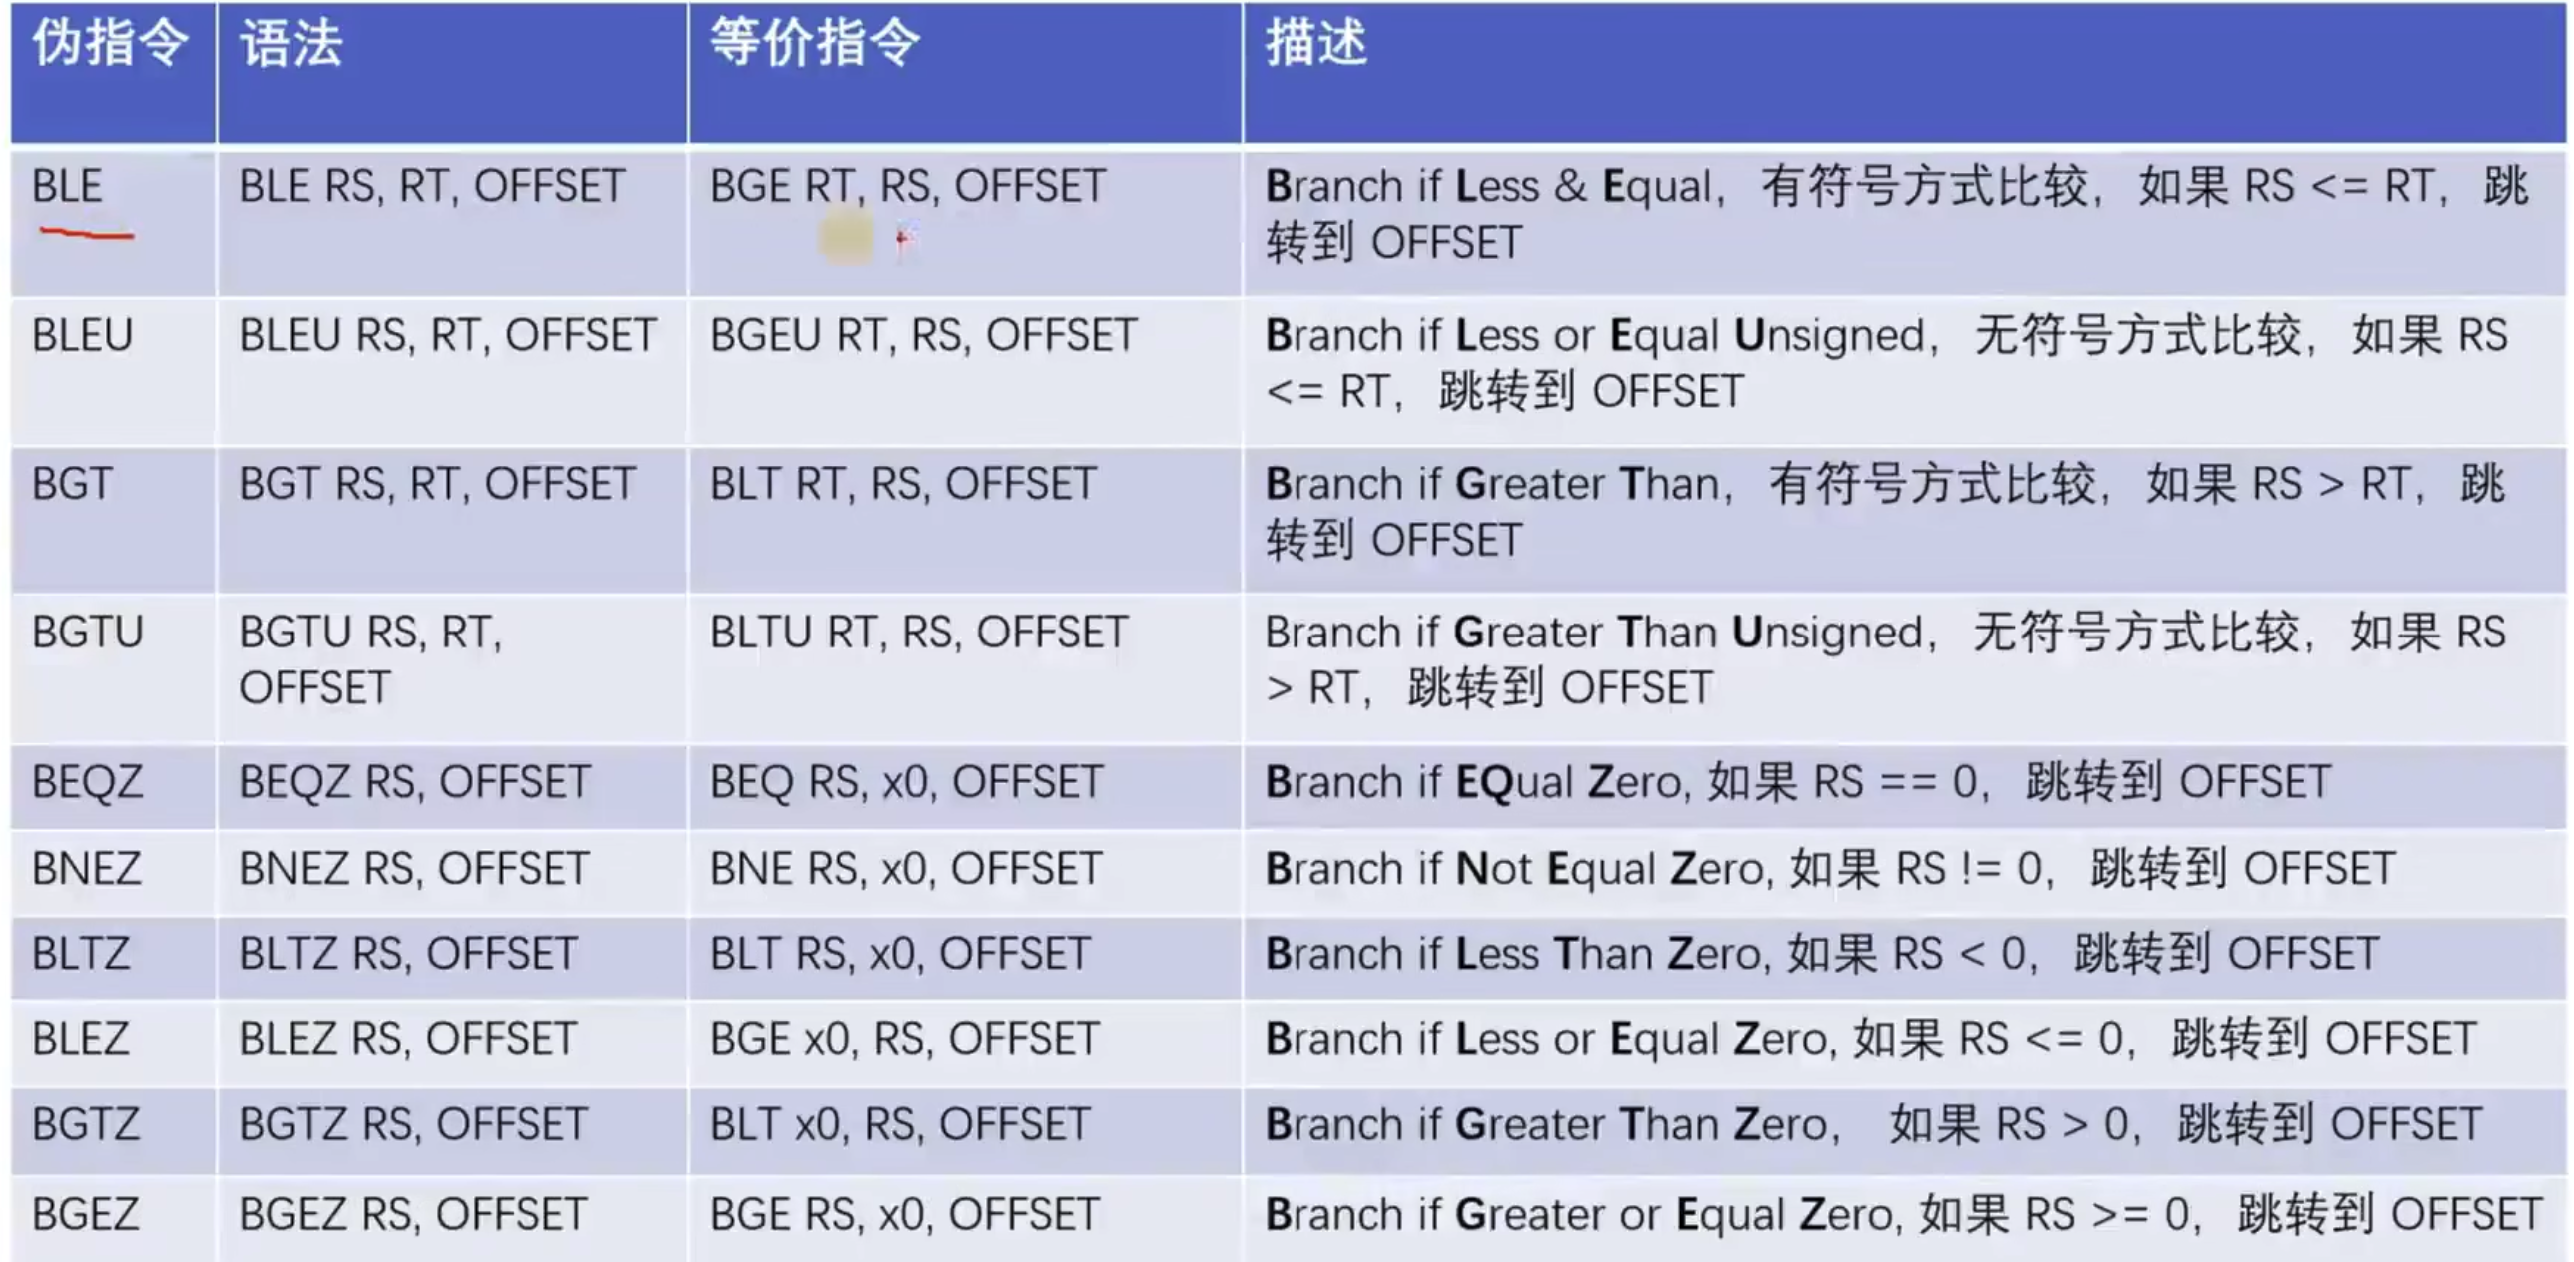 伪指令 语法 等价指令 描述
BLE BLE RS, RT, OFFSET BGE RT, RS, OFFSET Branch if Less & Equal，有符号方式比较，如果 RS <= RT，跳
转到 OFFSET
BLEU BLEU RS, RT, OFFSET BGEU RT, RS, OFFSET Branch if Less or Equal Unsigned，无符号方式比较，如果 RS
<= RT，跳转到 OFFSET
BGT BGT RS, RT, OFFSET BLT RT, RS, OFFSET Branch if Greater Than，有符号方式比较，如果 RS > RT，跳
转到 OFFSET
BGTU BGTU RS, RT, BLTU RT, RS, OFFSET Branch if Greater Than Unsigned，无符号方式比较，如果 RS
OFFSET > RT，跳转到 OFFSET
BEQZ BEQZ RS, OFFSET BEQ RS, x0, OFFSET Branch if EQual Zero, 如果 RS == 0，跳转到 OFFSET
BNEZ BNEZ RS, OFFSET BNE RS, x0, OFFSET Branch if Not Equal Zero, 如果 RS != 0，跳转到 OFFSET
BLTZ BLTZ RS, OFFSET BLT RS, x0, OFFSET Branch if Less Than Zero, 如果 RS < 0，跳转到 OFFSET
BLEZ BLEZ RS, OFFSET BGE x0, RS, OFFSET Branch if Less or Equal Zero, 如果 RS <= 0，跳转到 OFFSET
BGTZ BGTZ RS, OFFSET BLT x0, RS, OFFSET Branch if Greater Than Zero， 如果 RS > 0，跳转到 OFFSET
BGEZ BGEZ RS, OFFSET BGE RS, x0, OFFSET Branch if Greater or Equal Zero, 如果 RS >= 0，跳转到 OFFSET